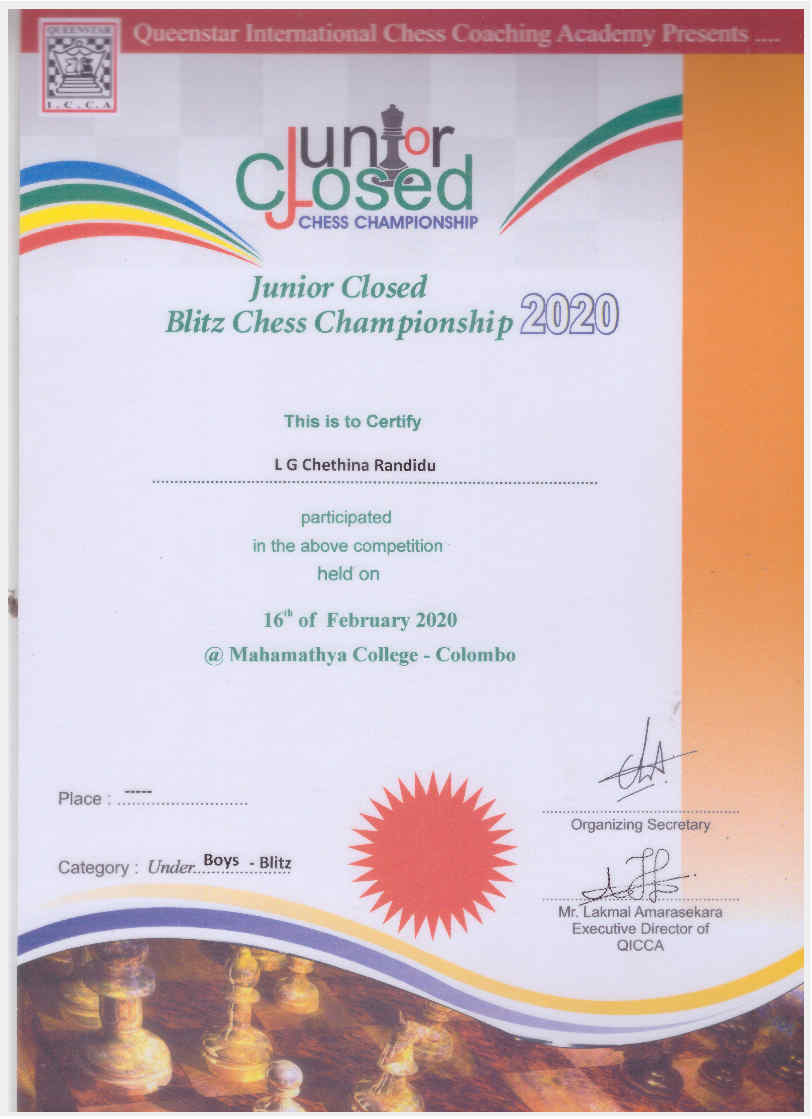 QUEENSTAR
I . C . C . A
Queenstar International Chess Coaching Academy Presents ....
Junior
Closed
CHESS CHAMPIONSHIP
Junior Closed
Blitz Chess Championship 2020
This is to Certify
L G Chethina Randidu
participated
in the above competition
held on
16th of February 2020
@ Mahamathya College - Colombo
Place : -----
Organizing Secretary
Category : Under Boys - Blitz
Mr. Lakmal Amarasekara
Executive Director of
QICCA